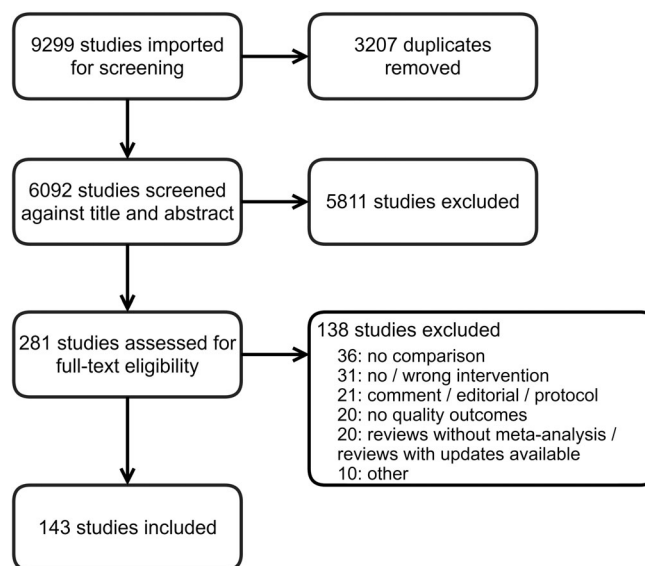 9299 studies imported
for screening
3207 duplicates
removed
6092 studies screened
against title and abstract
5811 studies excluded
281 studies assessed for
full-text eligibility
138 studies excluded
36: no comparison
31: no / wrong intervention
21: comment / editorial / protocol
20: no quality outcomes
20: reviews without meta-analysis /
reviews with updates available
10: other
143 studies included